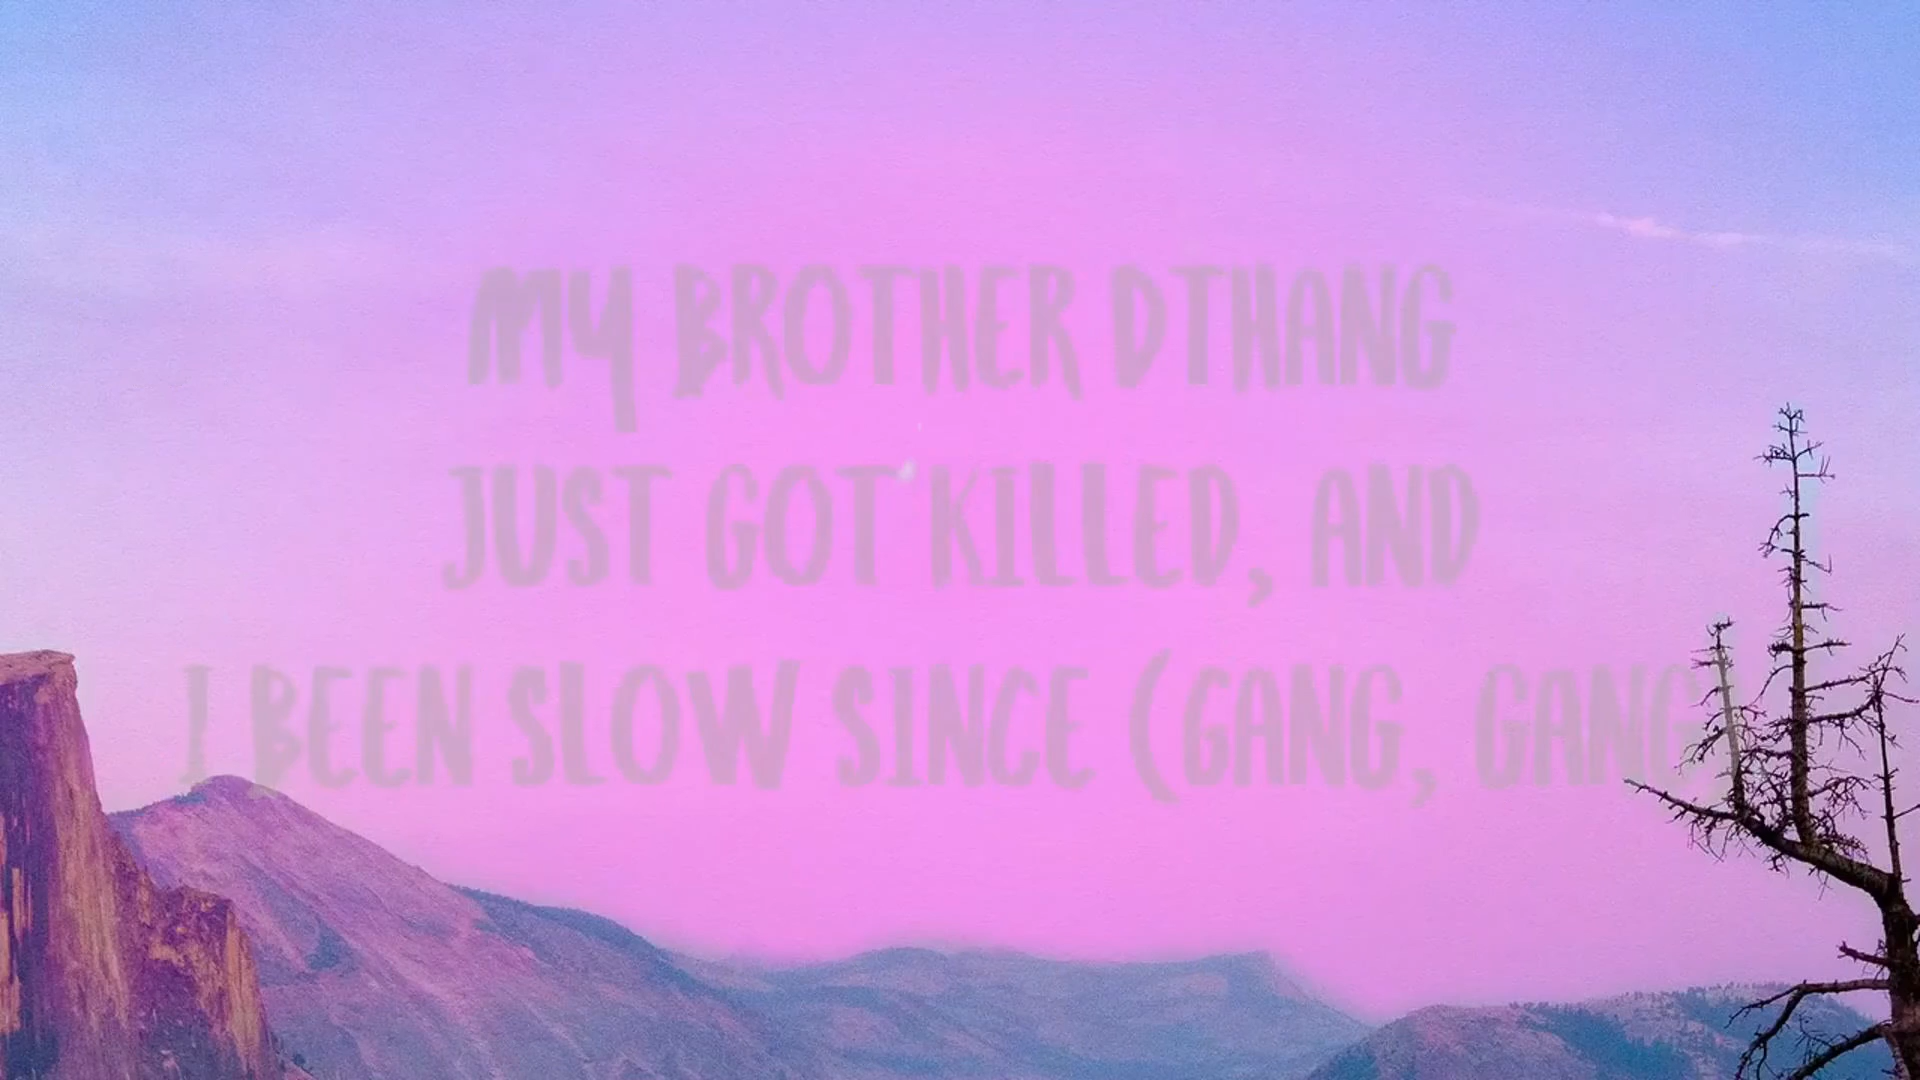 MY BROTHER DTHANG
JUST GOT KILLED, AND
I BEEN SLOW SINCE (GANG, GANG)